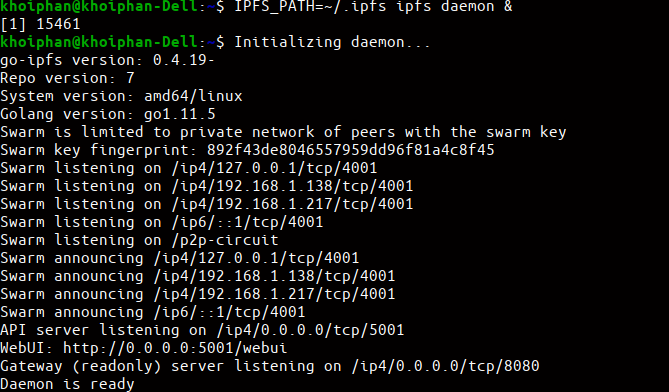 khoiphan@khoiphan-Dell:~$ IPFS_PATH=~/.ipfs ipfs daemon &
[1] 15461
khoiphan@khoiphan-Dell:~$ Initializing daemon...
go-ipfs version: 0.4.19-
Repo version: 7
System version: amd64/linux
Golang version: go1.11.5
Swarm is limited to private network of peers with the swarm key
Swarm key fingerprint: 892f43de8046557959dd96f81a4c8f45
Swarm listening on /ip4/127.0.0.1/tcp/4001
Swarm listening on /ip4/192.168.1.138/tcp/4001
Swarm listening on /ip4/192.168.1.217/tcp/4001
Swarm listening on /ip6/::1/tcp/4001
Swarm listening on /p2p-circuit
Swarm announcing /ip4/127.0.0.1/tcp/4001
Swarm announcing /ip4/192.168.1.138/tcp/4001
Swarm announcing /ip4/192.168.1.217/tcp/4001
Swarm announcing /ip6/::1/tcp/4001
API server listening on /ip4/0.0.0.0/tcp/5001
WebUI: http://0.0.0.0:5001/webui
Gateway (readonly) server listening on /ip4/0.0.0.0/tcp/8080
Daemon is ready